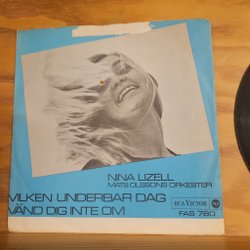 NINA LIZELL
MATS OLSSONS ORKESTER
VILKEN UNDERBAR DAG
VÄND DIG INTE OM
RCA VICTOR
FAS 780